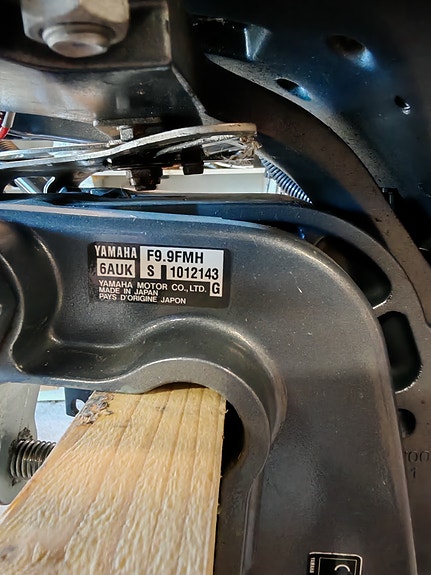 YAMAHA F9.9FMH
6AUK S 1012143
YAMAHA MOTOR CO.,LTD.
MADE IN JAPAN
PAYS D'ORIGINE JAPON G